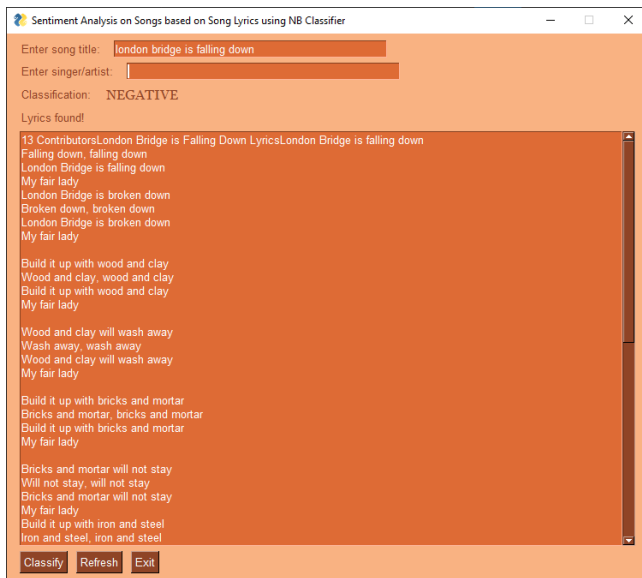 Sentiment Analysis on Songs based on Song Lyrics using NB Classifier
Enter song title: london bridge is falling down
Enter singer/artist:
Classification: NEGATIVE
Lyrics found!
13 ContributorsLondon Bridge is Falling Down LyricsLondon Bridge is falling down
Falling down, falling down
London Bridge is falling down
My fair lady
London Bridge is broken down
Broken down, broken down
London Bridge is broken down
My fair lady
Build it up with wood and clay
Wood and clay, wood and clay
Build it up with wood and clay
My fair lady
Wood and clay will wash away
Wash away, wash away
Wood and clay will wash away
My fair lady
Build it up with bricks and mortar
Bricks and mortar, bricks and mortar
Build it up with bricks and mortar
My fair lady
Bricks and mortar will not stay
Will not stay, will not stay
Bricks and mortar will not stay
My fair lady
Build it up with iron and steel
Iron and steel, iron and steel
Classify Refresh Exit